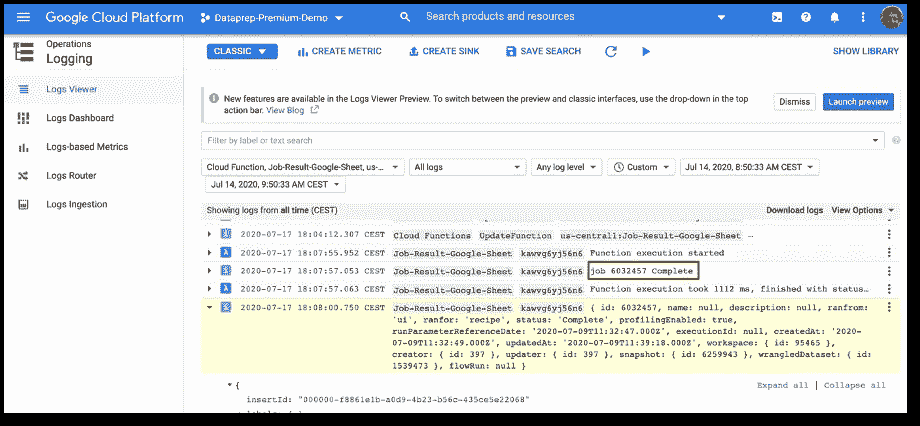 Google Cloud Platform
Dataprep-Premium-Demo
Search products and resources
Operations
Logging
CLASSIC
CREATE METRIC
CREATE SINK
SAVE SEARCH
SHOW LIBRARY
Logs Viewer
Logs Dashboard
Logs-based Metrics
Logs Router
Logs Ingestion
New features are available in the Logs Viewer Preview. To switch between the preview and classic interfaces, use the drop-down in the top
action bar. View Blog
Dismiss
Launch preview
Filter by label or text search
Cloud Function, Job-Result-Google-Sheet, us-...
All logs
Any log level
Custom
Jul 14, 2020, 8:50:33 AM CEST
Jul 14, 2020, 9:50:33 AM CEST
Showing logs from all time (CEST)
Download logs
View Options
2020-07-17 18:04:12.307 CEST Cloud Functions UpdateFunction us-central1:Job-Result-Google-Sheet ...
2020-07-17 18:07:55.952 CEST Job-Result-Google-Sheet kawvg6yj56n6 Function execution started
2020-07-17 18:07:57.053 CEST Job-Result-Google-Sheet kawvg6yj56n6 job 6032457 Complete
2020-07-17 18:07:57.063 CEST Job-Result-Google-Sheet kawvg6yj56n6 Function execution took 1112 ms, finished with status...
2020-07-17 18:08:00.750 CEST Job-Result-Google-Sheet kawvg6yj56n6 { id: 6032457, name: null, description: null, ranfrom:
'ui', ranfor: 'recipe', status: 'Complete', profilingEnabled: true,
runParameterReferenceDate: '2020-07-09T11:32:47.000Z', executionId: null, createdAt: '2020-
07-09T11:32:49.000Z', updatedAt: '2020-07-09T11:39:18.000Z', workspace: { id: 95465 },
creator: { id: 397 }, updater: { id: 397 }, snapshot: { id: 6259943 }, wrangledDataset: { id:
1539473 }, flowRun: null }
{
Expand all | Collapse all
insertId: "000000-f8861e1b-a0d9-4b23-b56c-435ce5e22068"